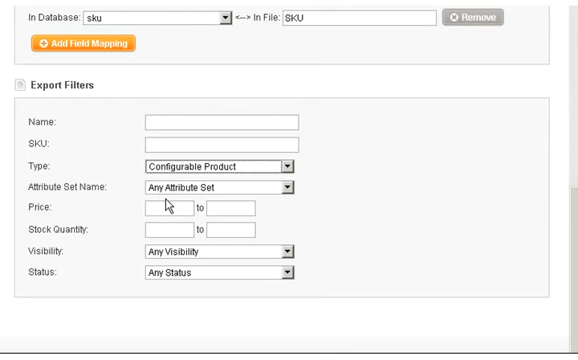 In Database: sku <--> In File: SKU Remove
Add Field Mapping
Export Filters
Name:
SKU:
Type: Configurable Product
Attribute Set Name: Any Attribute Set
Price: to
Stock Quantity: to
Visibility: Any Visibility
Status: Any Status